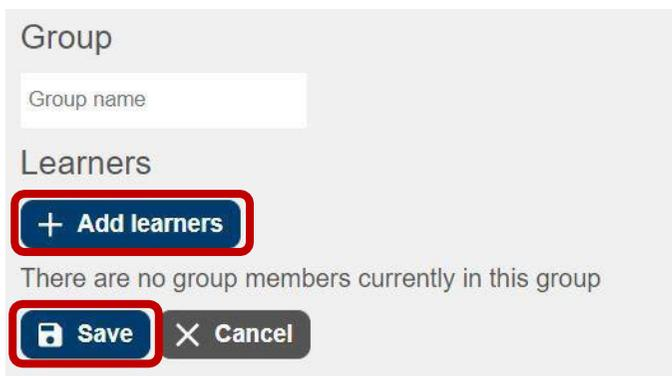 Group
Group name
Learners
Add learners
There are no group members currently in this group
Save Cancel